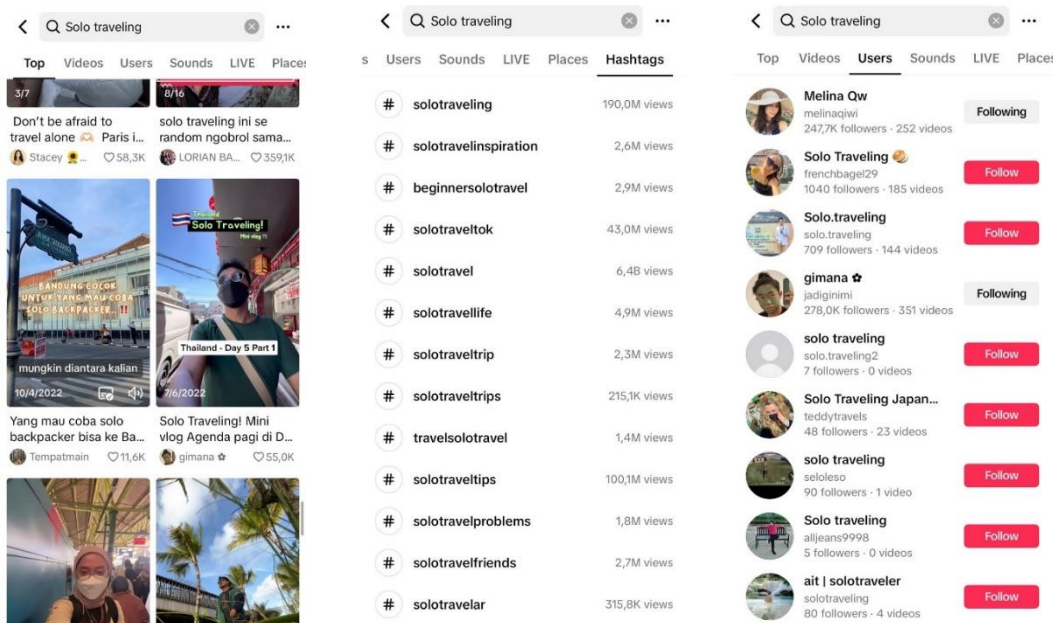 Solo traveling
Top Videos Users Sounds LIVE Places
3/7
8/16
Don't be afraid to
travel alone 🫶🏻 Paris i...
Stacey 🌻... ♡58,3K
solo traveling ini se
random ngobrol sama...
LORIAN BA... ♡359,1K
BANDUNG COCOK
UNTUK YANG MAU COBA
SOLO BACKPACKER..!!
mungkin diantara kalian
10/4/2022
Thailand
Solo Traveling!
Mini vlog
Thailand - Day 5 Part 1
7/6/2022
Yang mau coba solo
backpacker bisa ke Ba...
Tempatmain ♡11,6K
Solo Traveling! Mini
vlog Agenda pagi di D...
gimana ✿ ♡55,0K
Solo traveling
s Users Sounds LIVE Places Hashtags
# solotraveling 190,0M views
# solotravelinspiration 2,6M views
# beginnersolotravel 2,9M views
# solotraveltok 43,0M views
# solotravel 6,4B views
# solotravellife 4,9M views
# solotraveltrip 2,3M views
# solotraveltrips 215,1K views
# travelsolotravel 1,4M views
# solotraveltips 100,1M views
# solotravelproblems 1,8M views
# solotravelfriends 2,7M views
# solotravelar 315,8K views
Solo traveling
Top Videos Users Sounds LIVE Places
Melina Qw
melinaqiwi
247,7K followers · 252 videos
Following
Solo Traveling 🥯
frenchbagel29
1040 followers · 185 videos
Follow
Solo.traveling
solo.traveling
709 followers · 144 videos
Follow
gimana ✿
jadiginimi
278,0K followers · 351 videos
Following
solo traveling
solo.traveling2
7 followers · 0 videos
Follow
Solo Traveling Japan...
teddytravels
48 followers · 23 videos
Follow
solo traveling
seloleso
90 followers · 1 video
Follow
Solo traveling
alljeans9998
5 followers · 0 videos
Follow
ait | solotraveler
solotraveling
80 followers · 4 videos
Follow